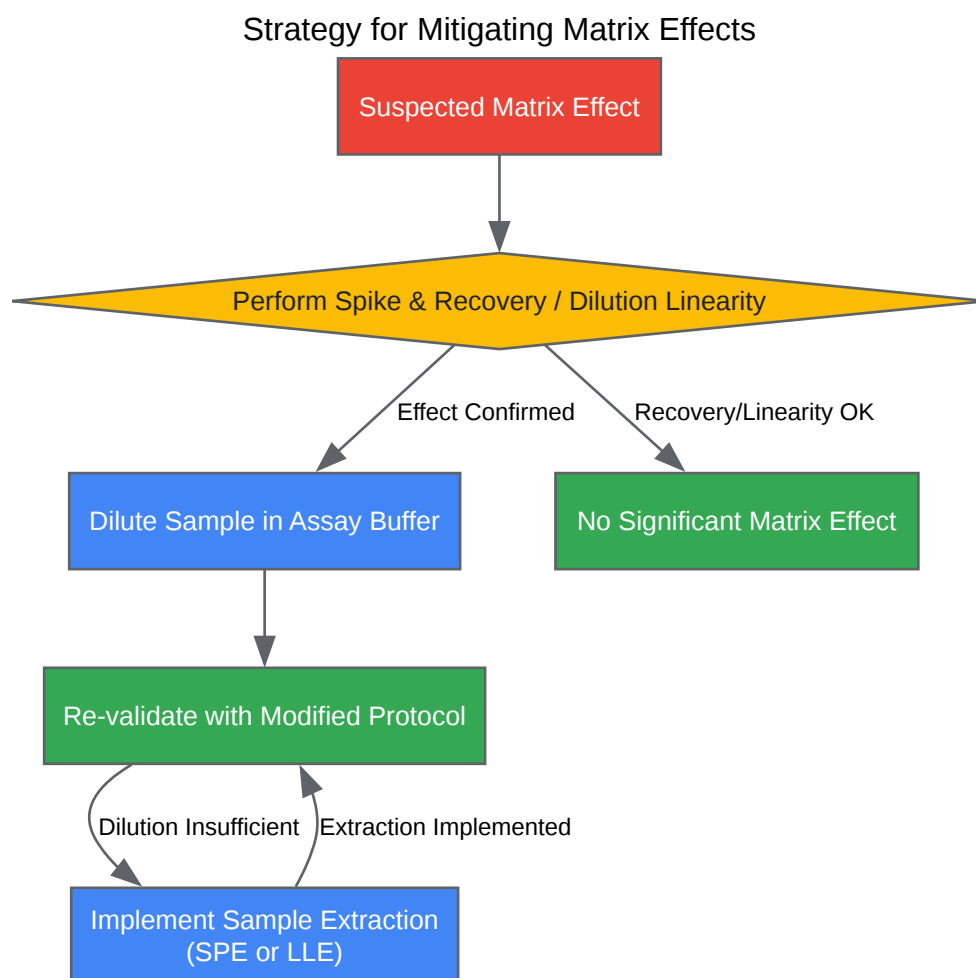 Strategy for Mitigating Matrix Effects
Suspected Matrix Effect
Perform Spike & Recovery / Dilution Linearity
Effect Confirmed
Recovery/Linearity OK
Dilute Sample in Assay Buffer
No Significant Matrix Effect
Re-validate with Modified Protocol
Dilution Insufficient
Extraction Implemented
Implement Sample Extraction
(SPE or LLE)